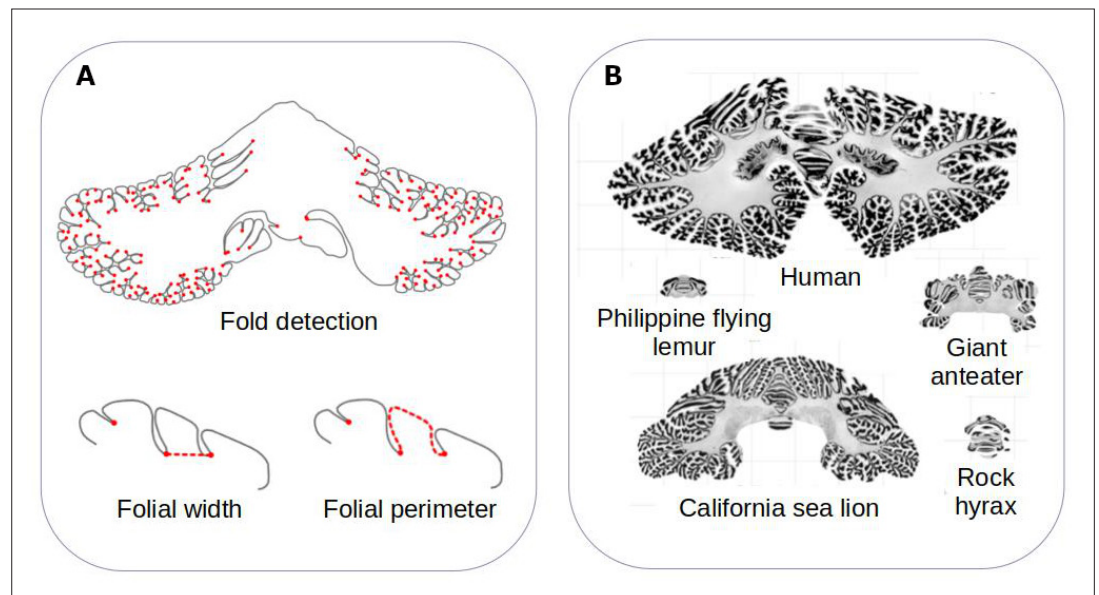 A
Fold detection
Folial width
Folial perimeter
B
Human
Philippine flying
lemur
Giant
anteater
California sea lion
Rock
hyrax